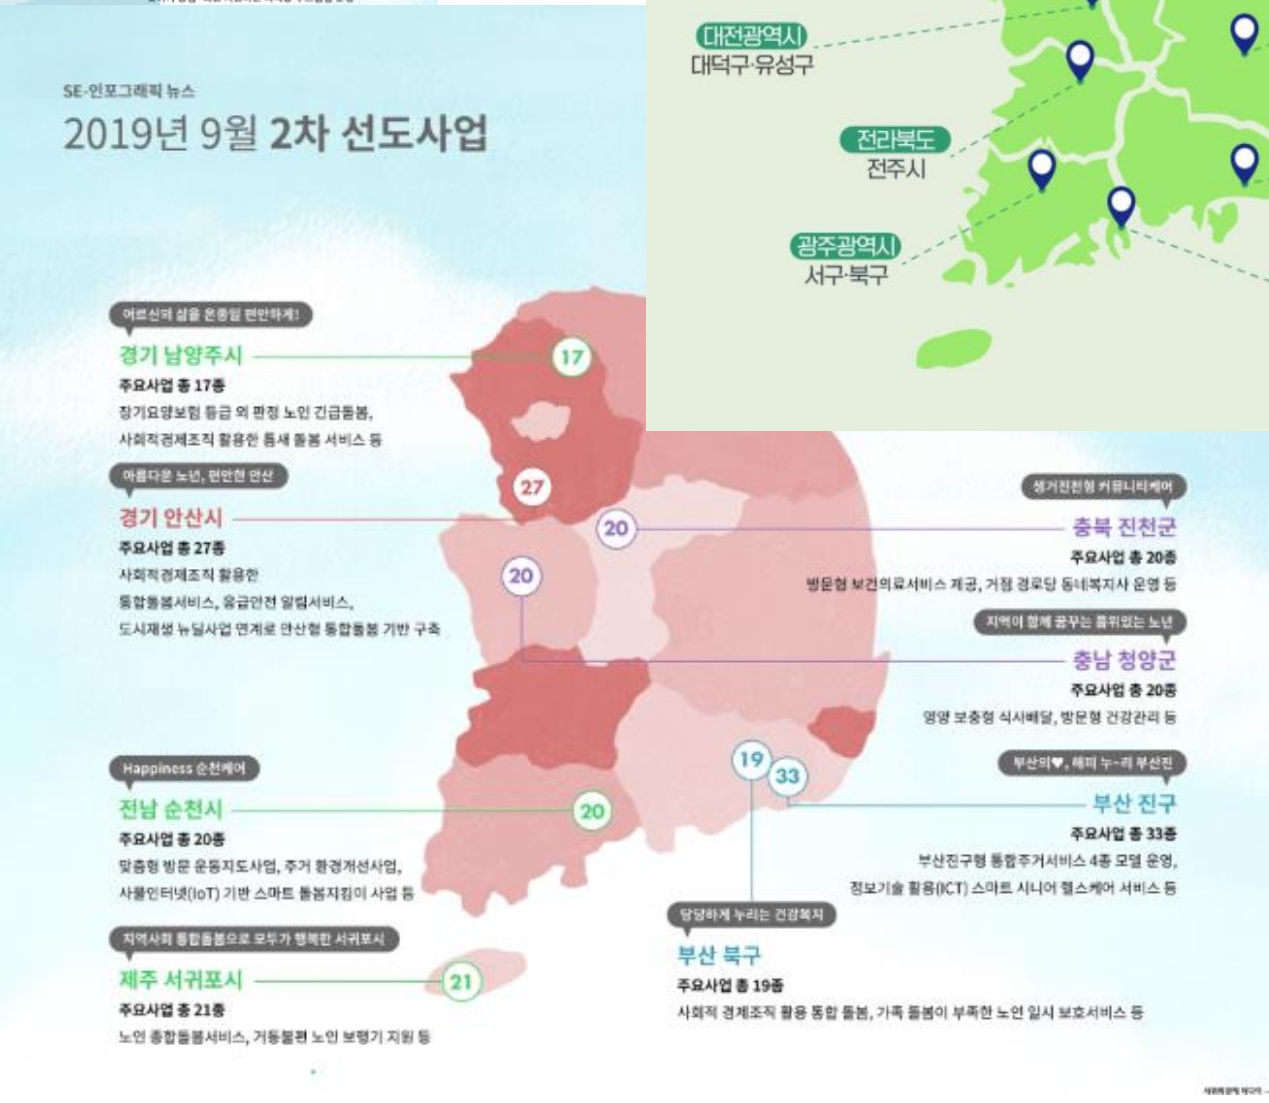 SE-인포그래픽 뉴스
2019년 9월 2차 선도사업
대전광역시
대덕구·유성구
전라북도
전주시
광주광역시
서구·북구
어르신의 삶을 온종일 편안하게!
경기 남양주시
17
주요사업 총 17종
장기요양보험 등급 외 판정 노인 긴급돌봄,
사회적경제조직 활용한 틈새 돌봄 서비스 등
아름다운 노년, 편안한 안산
27
경기 안산시
주요사업 총 27종
사회적경제조직 활용한
통합돌봄서비스, 응급안전 알림서비스,
도시재생 뉴딜사업 연계로 안산형 통합돌봄 기반 구축
생거진천형 커뮤니티케어
20
충북 진천군
주요사업 총 20종
방문형 보건의료서비스 제공, 거점 경로당 동네복지사 운영 등
20
지역이 함께 꿈꾸는 품위있는 노년
충남 청양군
주요사업 총 20종
영양 보충형 식사배달, 방문형 건강관리 등
Happiness 순천케어
전남 순천시
20
주요사업 총 20종
맞춤형 방문 운동지도사업, 주거 환경개선사업,
사물인터넷(IoT) 기반 스마트 돌봄지킴이 사업 등
19
33
부산의♥, 해피 누~리 부산진
부산 진구
주요사업 총 33종
부산진구형 통합주거서비스 4종 모델 운영,
정보기술 활용(ICT) 스마트 시니어 헬스케어 서비스 등
지역사회 통합돌봄으로 모두가 행복한 서귀포시
제주 서귀포시
21
주요사업 총 21종
노인 종합돌봄서비스, 거동불편 노인 보행기 지원 등
당당하게 누리는 건강복지
부산 북구
주요사업 총 19종
사회적 경제조직 활용 통합 돌봄, 가족 돌봄이 부족한 노인 일시 보호서비스 등